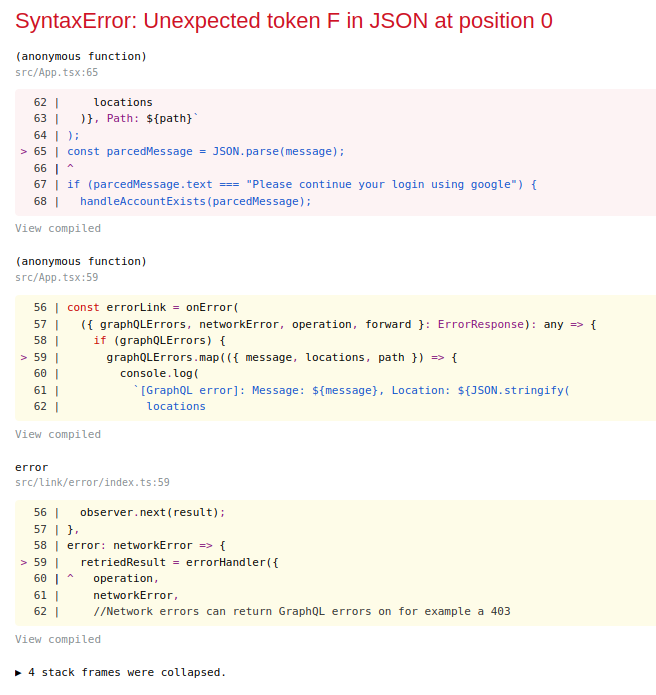 SyntaxError: Unexpected token F in JSON at position 0
(anonymous function)
src/App.tsx:65
62 |     locations
63 |   )}, Path: ${path}`
64 | );
> 65 | const parcedMessage = JSON.parse(message);
66 | ^
67 | if (parcedMessage.text === "Please continue your login using google") {
68 |   handleAccountExists(parcedMessage);
View compiled
(anonymous function)
src/App.tsx:59
56 | const errorLink = onError(
57 |   ({ graphQLErrors, networkError, operation, forward }: ErrorResponse): any => {
58 |     if (graphQLErrors) {
> 59 |       graphQLErrors.map(({ message, locations, path }) => {
60 |         console.log(
61 |           `[GraphQL error]: Message: ${message}, Location: ${JSON.stringify(
62 |             locations
View compiled
error
src/link/error/index.ts:59
56 |   observer.next(result);
57 | },
58 | error: networkError => {
> 59 |   retriedResult = errorHandler({
60 | ^   operation,
61 |     networkError,
62 |     //Network errors can return GraphQL errors on for example a 403
View compiled
▶ 4 stack frames were collapsed.